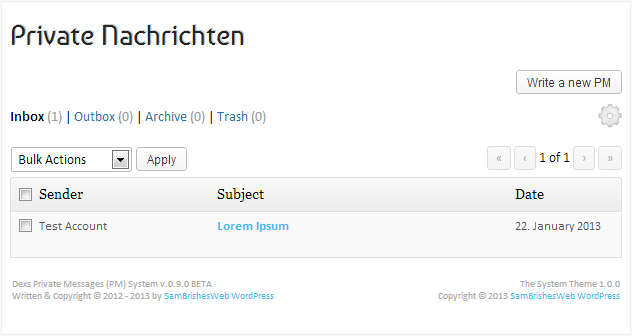 Private Nachrichten
Write a new PM
Inbox (1) | Outbox (0) | Archive (0) | Trash (0)
Bulk Actions Apply « ‹ 1 of 1 › »
Sender Subject Date
Test Account Lorem Ipsum 22. January 2013
Dexs Private Messages (PM) System v.0.9.0 BETA The System Theme 1.0.0
Written & Copyright © 2012 - 2013 by SamBrishesWeb WordPress Copyright © 2013 SamBrishesWeb WordPress